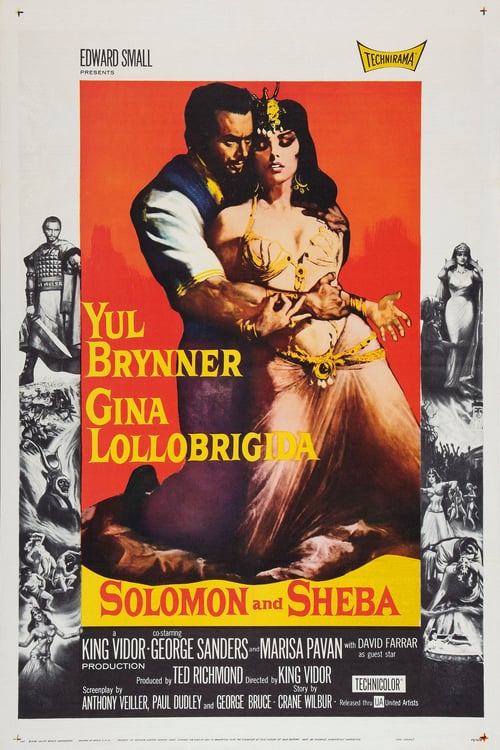 EDWARD SMALL
PRESENTS
TECHNIRAMA®
YUL
BRYNNER
GINA
LOLLOBRIGIDA
SOLOMON and SHEBA
a
KING VIDOR
PRODUCTION
co-starring
GEORGE SANDERS and MARISA PAVAN with DAVID FARRAR
as guest star
Produced by TED RICHMOND Directed by KING VIDOR
Screenplay by
ANTHONY VEILLER, PAUL DUDLEY and GEORGE BRUCE · Story by
CRANE WILBUR ·
TECHNICOLOR®
Released thru UA United Artists